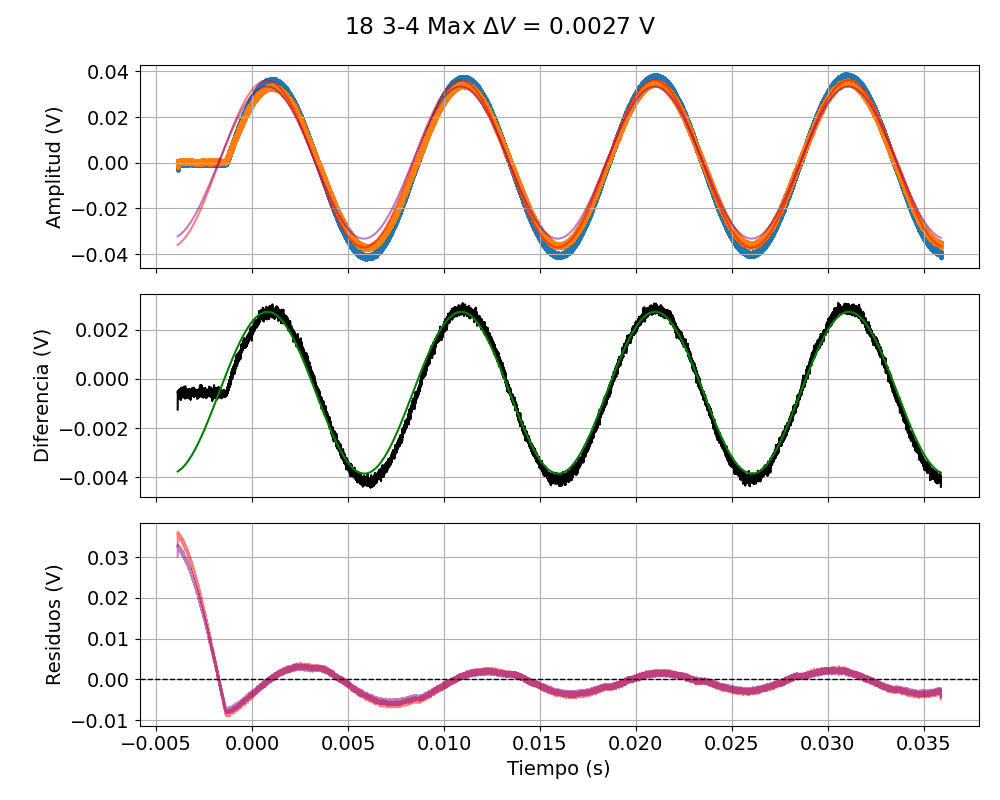 18 3-4 Max ΔV = 0.0027 V
Amplitud (V)
0.04
0.02
0.00
−0.02
−0.04
Diferencia (V)
0.002
0.000
−0.002
−0.004
Residuos (V)
0.03
0.02
0.01
0.00
−0.01
−0.005 0.000 0.005 0.010 0.015 0.020 0.025 0.030 0.035
Tiempo (s)